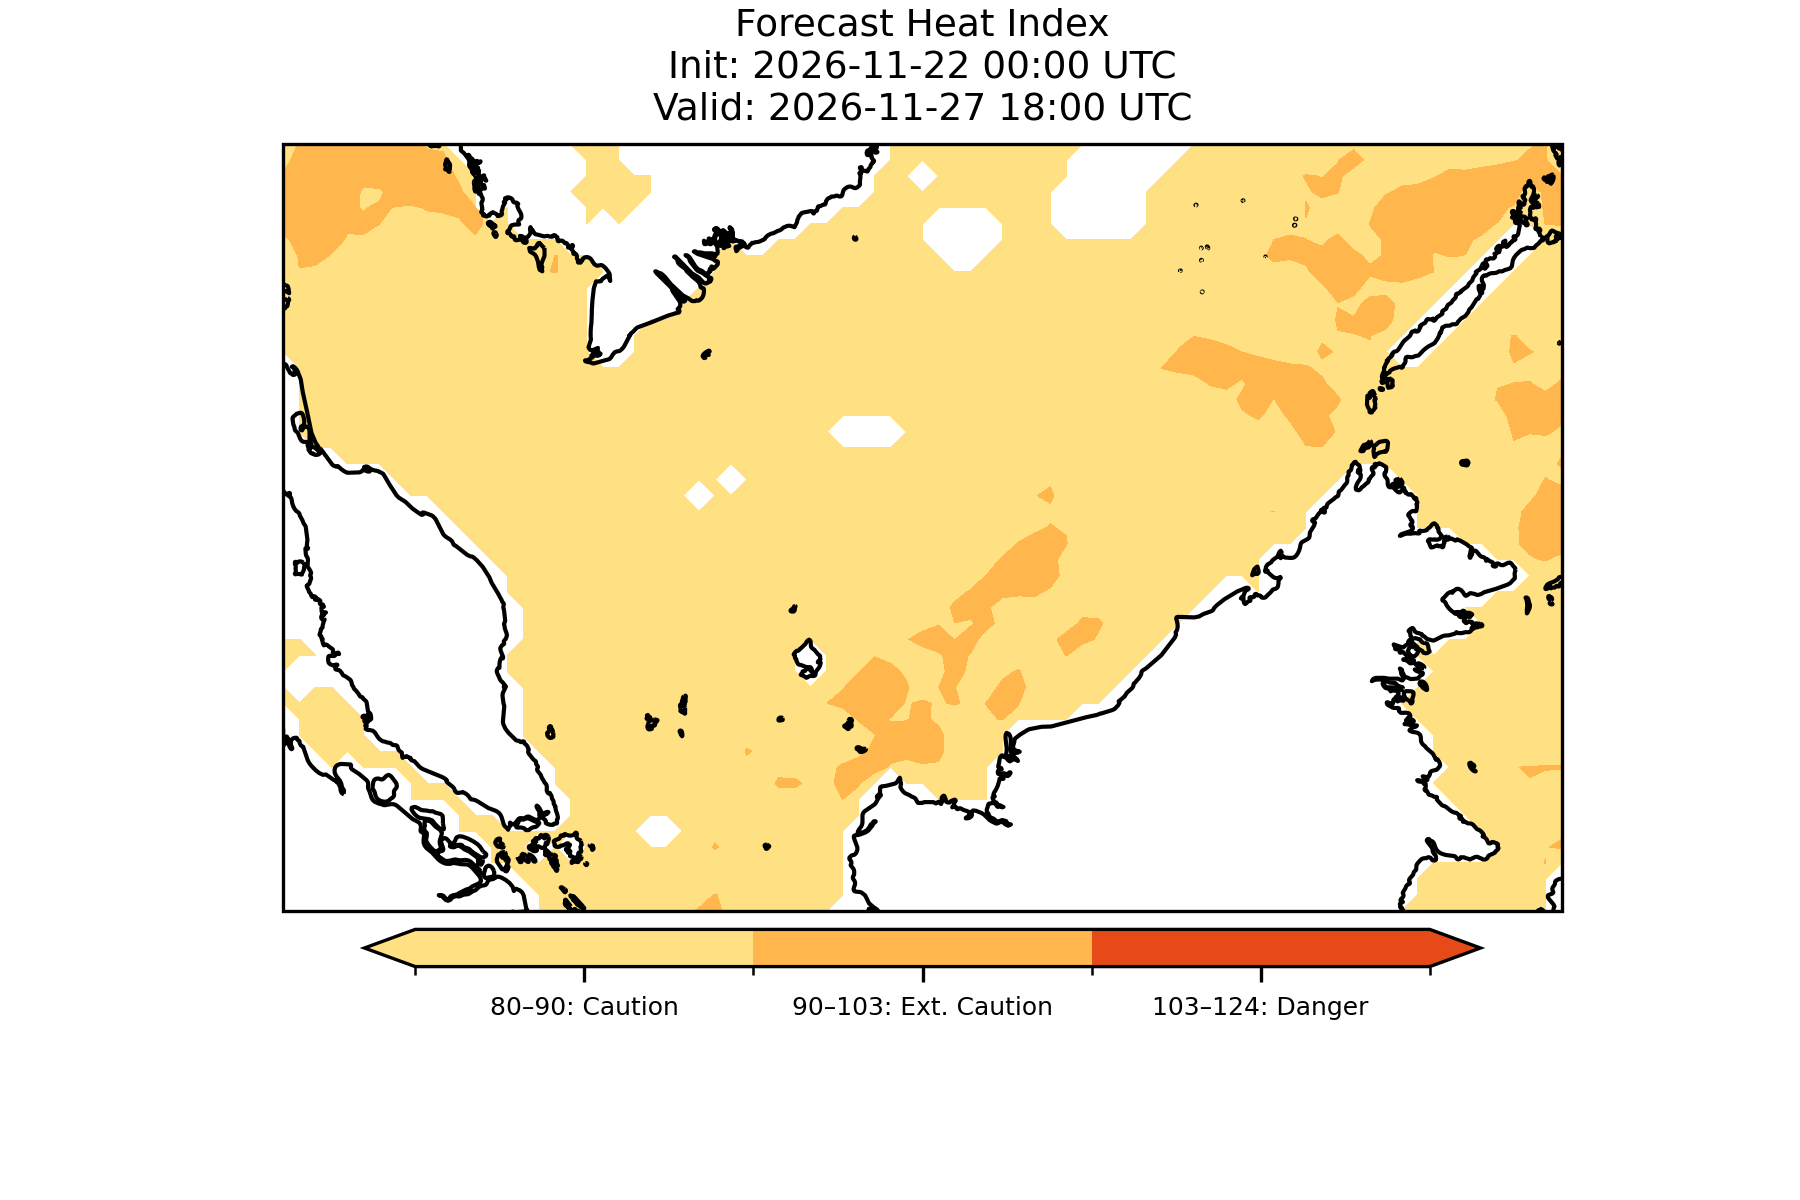 Forecast Heat Index
Init: 2026-11-22 00:00 UTC
Valid: 2026-11-27 18:00 UTC
80–90: Caution
90–103: Ext. Caution
103–124: Danger